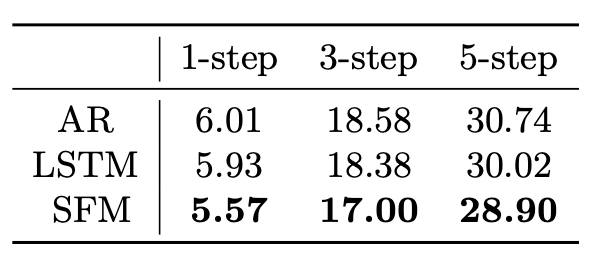 1-step 3-step 5-step
AR 6.01 18.58 30.74
LSTM 5.93 18.38 30.02
SFM 5.57 17.00 28.90